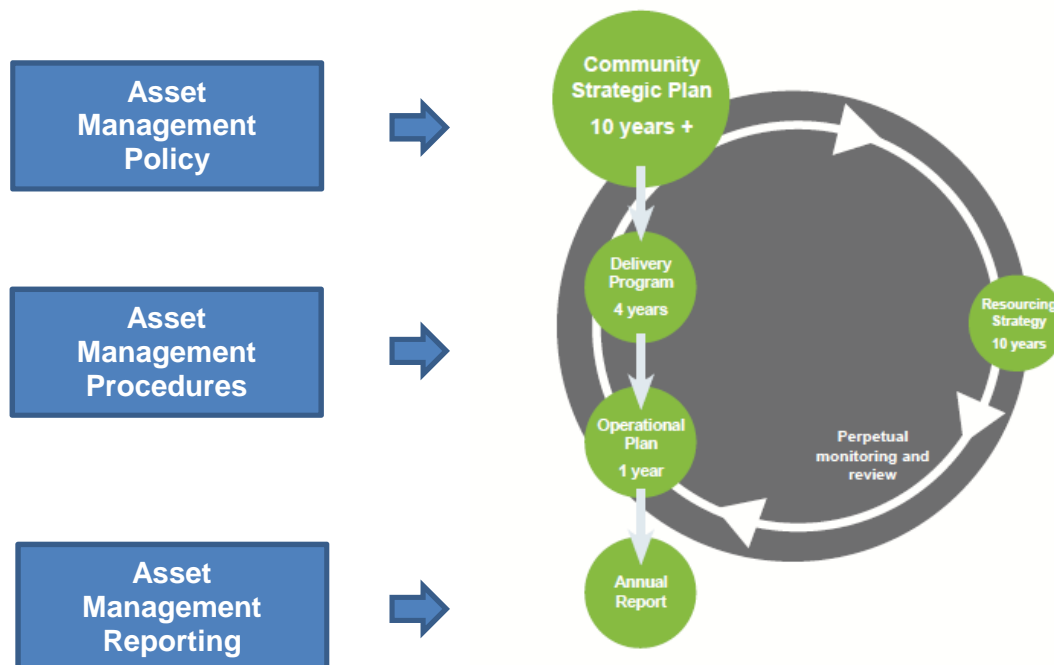 Asset
Management
Policy
Asset
Management
Procedures
Asset
Management
Reporting
Community
Strategic Plan
10 years +
Delivery
Program
4 years
Operational
Plan
1 year
Annual
Report
Resourcing
Strategy
10 years
Perpetual
monitoring and
review